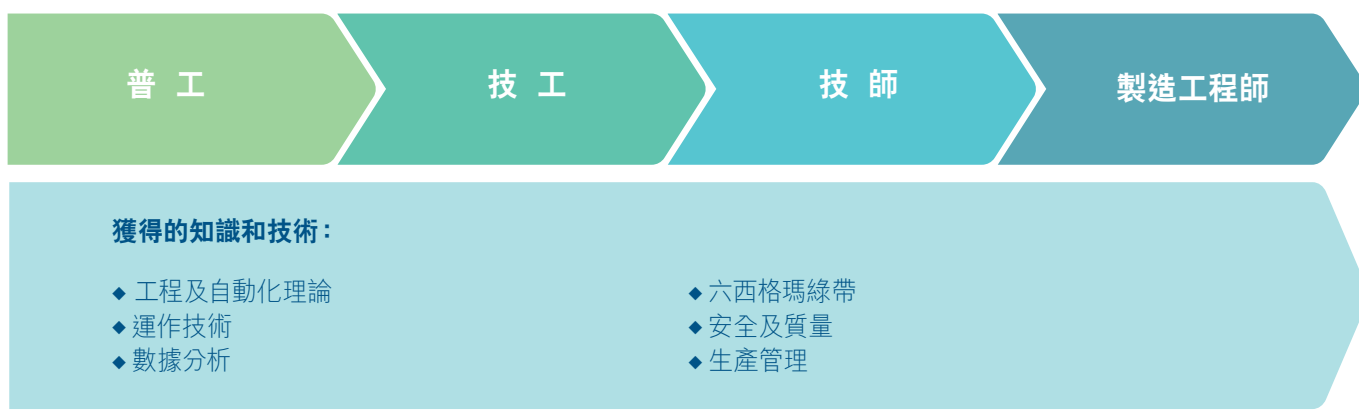 普工
技工
技師
製造工程師
獲得的知識和技術：
◆ 工程及自動化理論
◆ 運作技術
◆ 數據分析
◆ 六西格瑪綠帶
◆ 安全及質量
◆ 生產管理